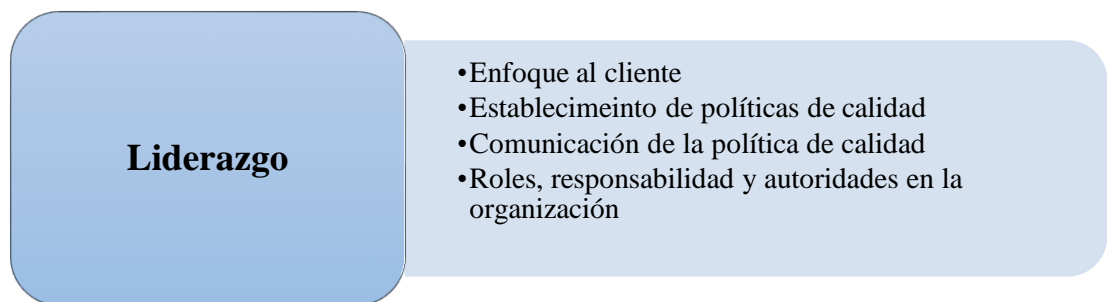 Liderazgo
•Enfoque al cliente
•Establecimeinto de políticas de calidad
•Comunicación de la política de calidad
•Roles, responsabilidad y autoridades en la
organización